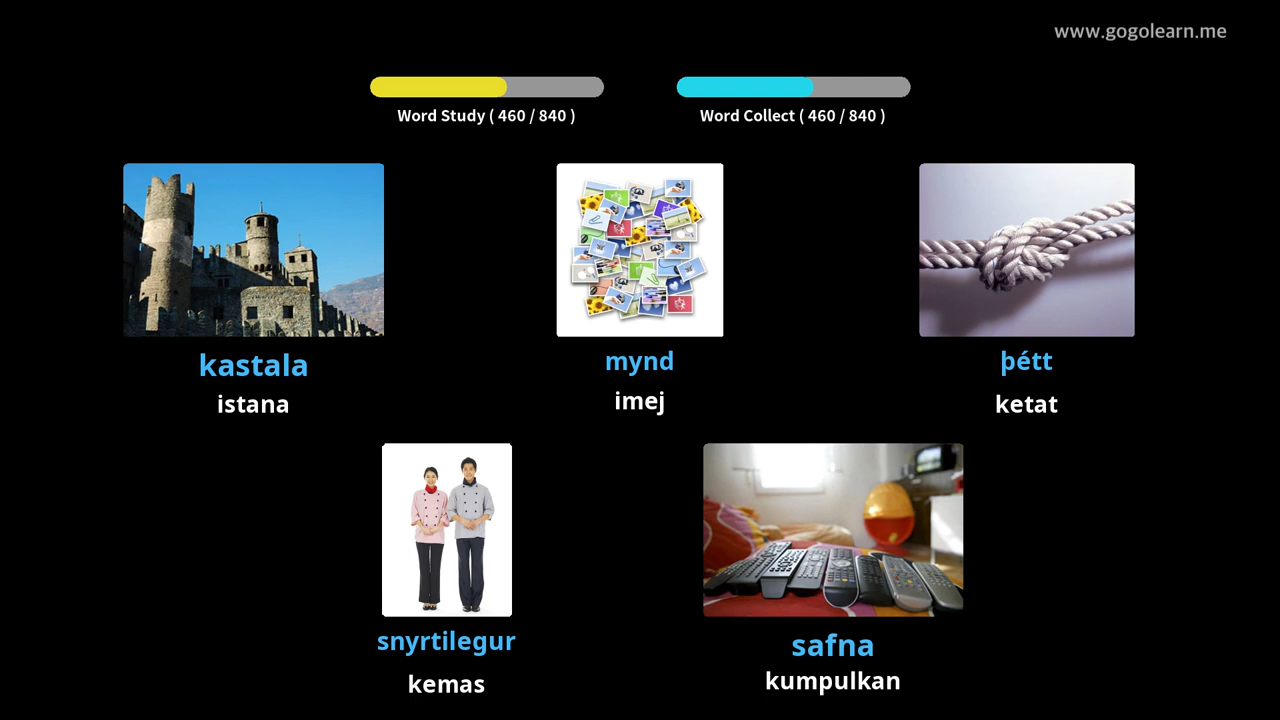 www.gogolearn.me
Word Study ( 460 / 840 )
Word Collect ( 460 / 840 )
kastala
istana
mynd
imej
þétt
ketat
snyrtilegur
kemas
safna
kumpulkan